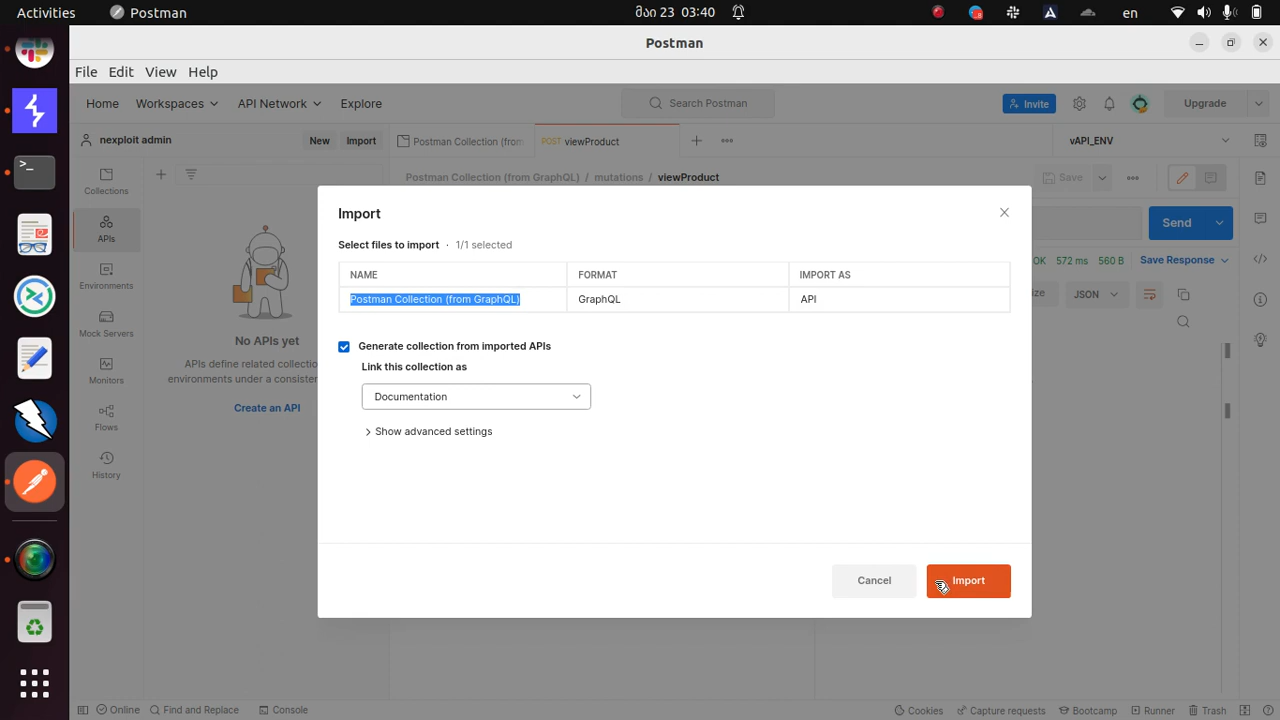 Activities Postman მაი 23 03:40 en
Postman
File Edit View Help
Home Workspaces API Network Explore Search Postman Invite Upgrade
nexploit admin New Import Postman Collection (from POST viewProduct vAPI_ENV
Postman Collection (from GraphQL) / mutations / viewProduct Save
Collections
APIs
Environments
Mock Servers
Monitors
Flows
History
No APIs yet
APIs define related collection
environments under a consisten
Create an API
Send
OK 572 ms 560 B Save Response
ize JSON
Import
Select files to import · 1/1 selected
NAME FORMAT IMPORT AS
Postman Collection (from GraphQL) GraphQL API
Generate collection from imported APIs
Link this collection as
Documentation
Show advanced settings
Cancel Import
Online Find and Replace Console Cookies Capture requests Bootcamp Runner Trash